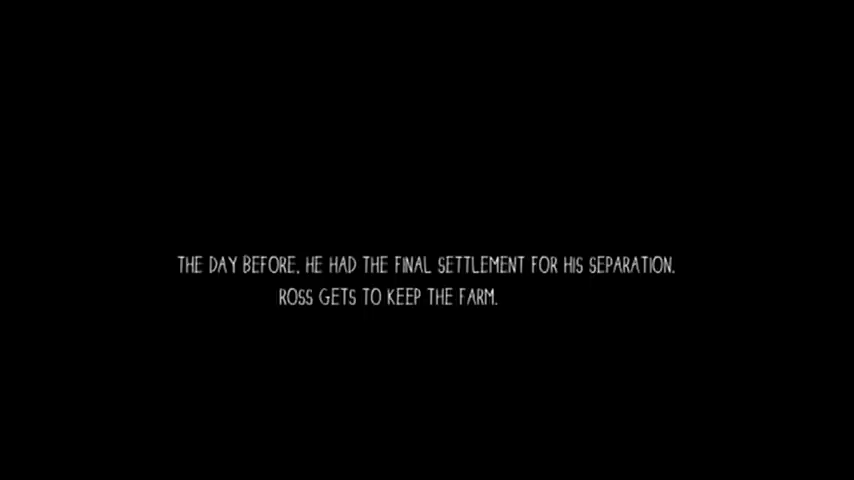 THE DAY BEFORE, HE HAD THE FINAL SETTLEMENT FOR HIS SEPARATION.
ROSS GETS TO KEEP THE FARM.